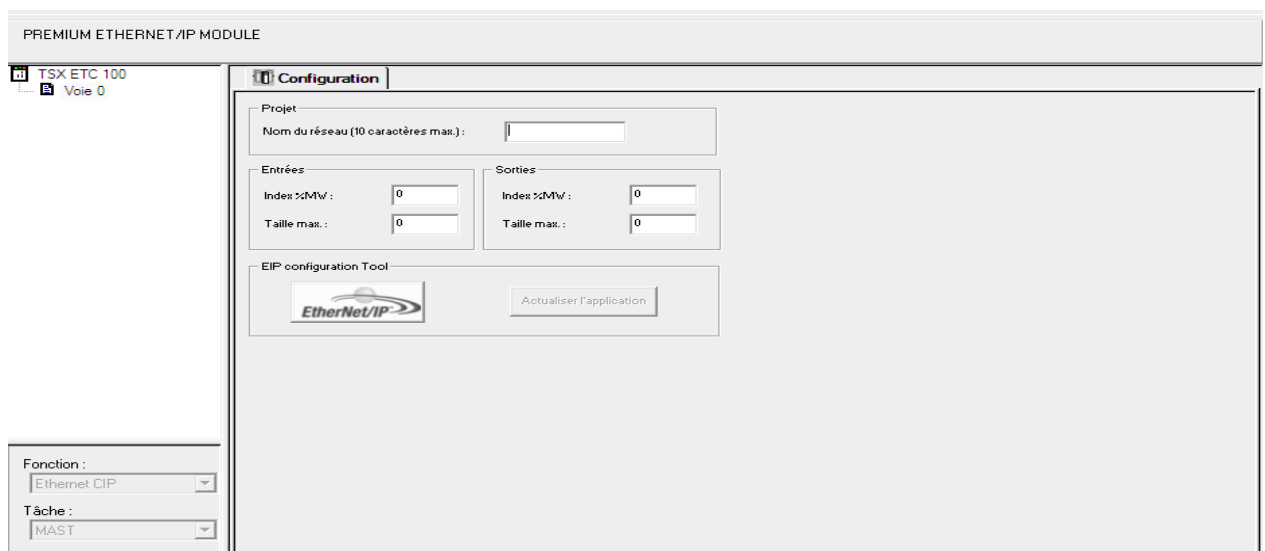 PREMIUM ETHERNET/IP MODULE
TSX ETC 100
Voie 0
Configuration
Projet
Nom du réseau (10 caractères max.) :
Entrées
Index %MW : 0
Taille max. : 0
Sorties
Index %MW : 0
Taille max. : 0
EIP configuration Tool
EtherNet/IP
Actualiser l'application
Fonction :
Ethernet CIP
Tâche :
MAST